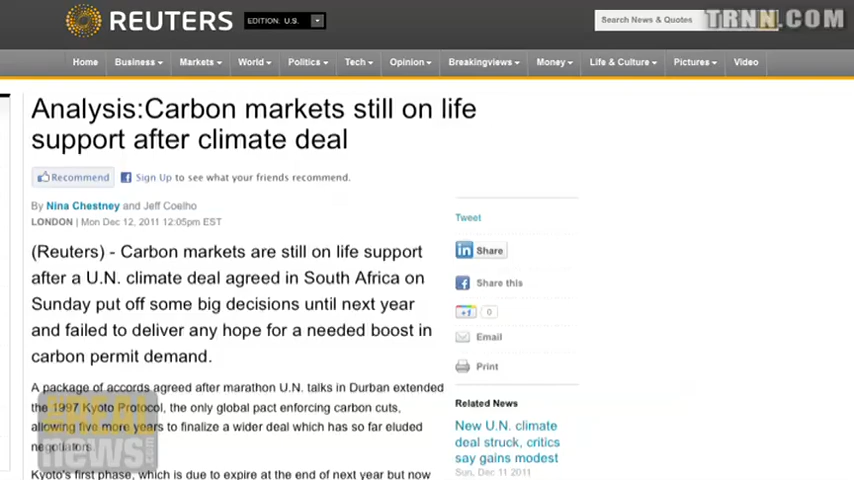 REUTERS
EDITION: U.S.
Search News & Quotes
TRNN.COM
Home Business Markets World Politics Tech Opinion Breakingviews Money Life & Culture Pictures Video
Analysis:Carbon markets still on life
support after climate deal
Recommend
Sign Up to see what your friends recommend.
By Nina Chestney and Jeff Coelho
LONDON | Mon Dec 12, 2011 12:05pm EST
(Reuters) - Carbon markets are still on life support
after a U.N. climate deal agreed in South Africa on
Sunday put off some big decisions until next year
and failed to deliver any hope for a needed boost in
carbon permit demand.
A package of accords agreed after marathon U.N. talks in Durban extended
the 1997 Kyoto Protocol, the only global pact enforcing carbon cuts,
allowing five more years to finalize a wider deal which has so far eluded
negotiators.
Kyoto's first phase, which is due to expire at the end of next year but now
Tweet
Share
Share this
+1 0
Email
Print
Related News
New U.N. climate
deal struck, critics
say gains modest
Sun, Dec 11 2011
THE REAL
news.com